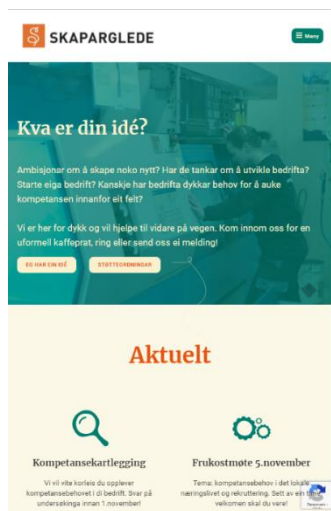 SKAPARGLEDE
Meny
Kva er din idé?
Ambisjonar om å skape noko nytt? Har de tankar om å utvikle bedrifta?
Starte eiga bedrift? Kanskje har bedrifta dykkar behov for å auke
kompetansen innanfor eit felt?
Vi er her for dykk og vil hjelpe til vidare på vegen. Kom innom oss for en
uformell kaffeprat, ring eller send oss ei melding!
EG HAR EIN IDÉ
STØTTEORDNINGAR
Aktuelt
Kompetansekartlegging
Vi vil vite korleis du opplever
kompetansebehovet i di bedrift. Svar på
undersøkinga innan 1.november!
Frukostmøte 5.november
Tema: kompetansebehov i det lokale
næringslivet og rekruttering. Sett av ein
velkomen skal du vere!